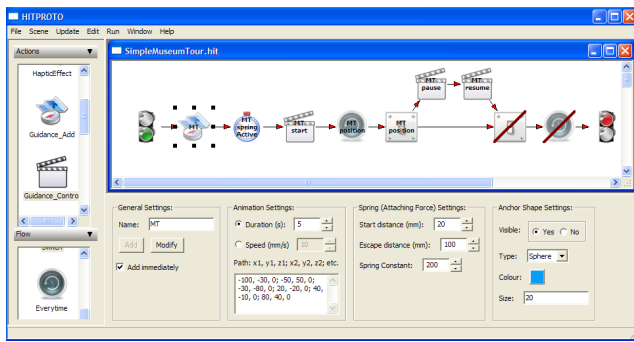 HITPROTO
File Scene Update Edit Run Window Help
Actions
HapticEffect
Guidance_Add
Guidance_Contro
Flow
Switch
Everytime
SimpleMuseumTour.hit
MT
MT spring Active
MT start
MT position
MT position
MT pause
MT resume
General Settings:
Name: MT
Add Modify
Add immediately
Animation Settings:
Duration (s): 5
Speed (mm/s) 10
Path: x1, y1, z1; x2, y2, z2; etc.
-100, -30, 0; -50, 50, 0;
-30, -80, 0; 20, -20, 0; 40,
-10, 0; 80, 40, 0
Spring (Attaching Force) Settings:
Start distance (mm): 20
Escape distance (mm): 100
Spring Constant: 200
Anchor Shape Settings:
Visible: Yes No
Type: Sphere
Colour:
Size: 20